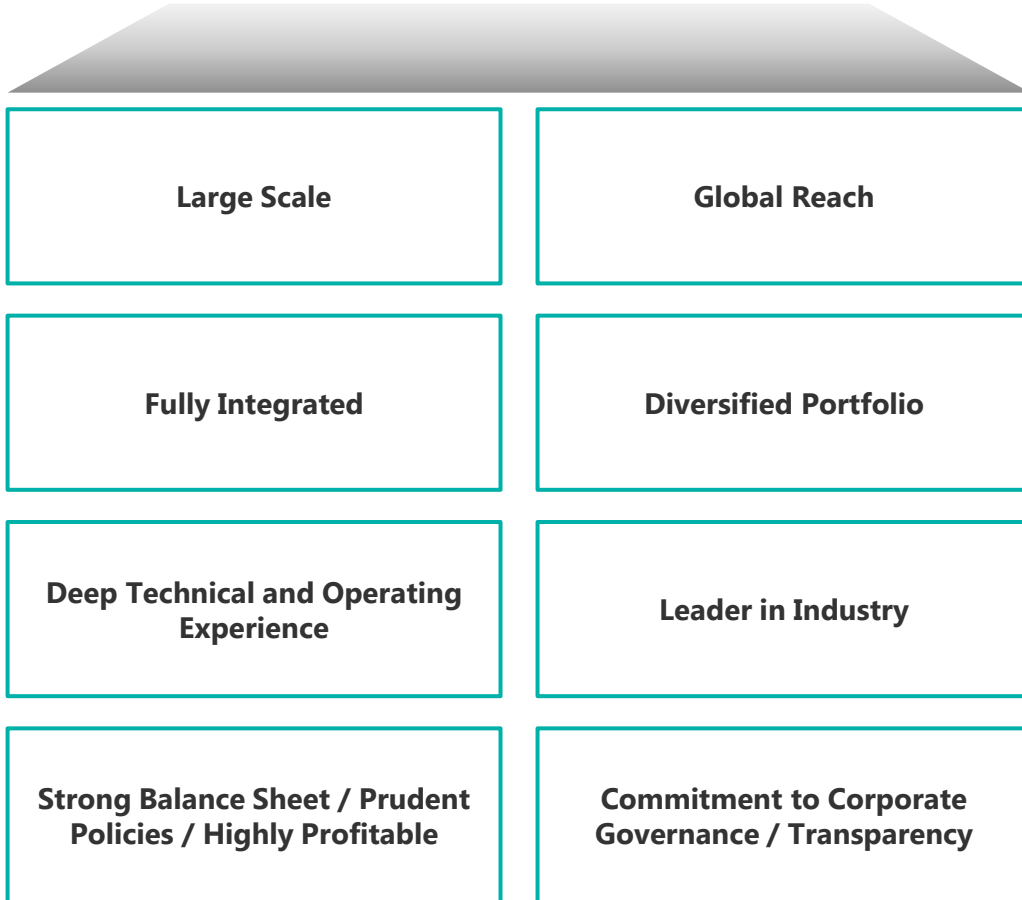 Large Scale
Global Reach
Fully Integrated
Diversified Portfolio
Deep Technical and Operating
Experience
Leader in Industry
Strong Balance Sheet / Prudent
Policies / Highly Profitable
Commitment to Corporate
Governance / Transparency